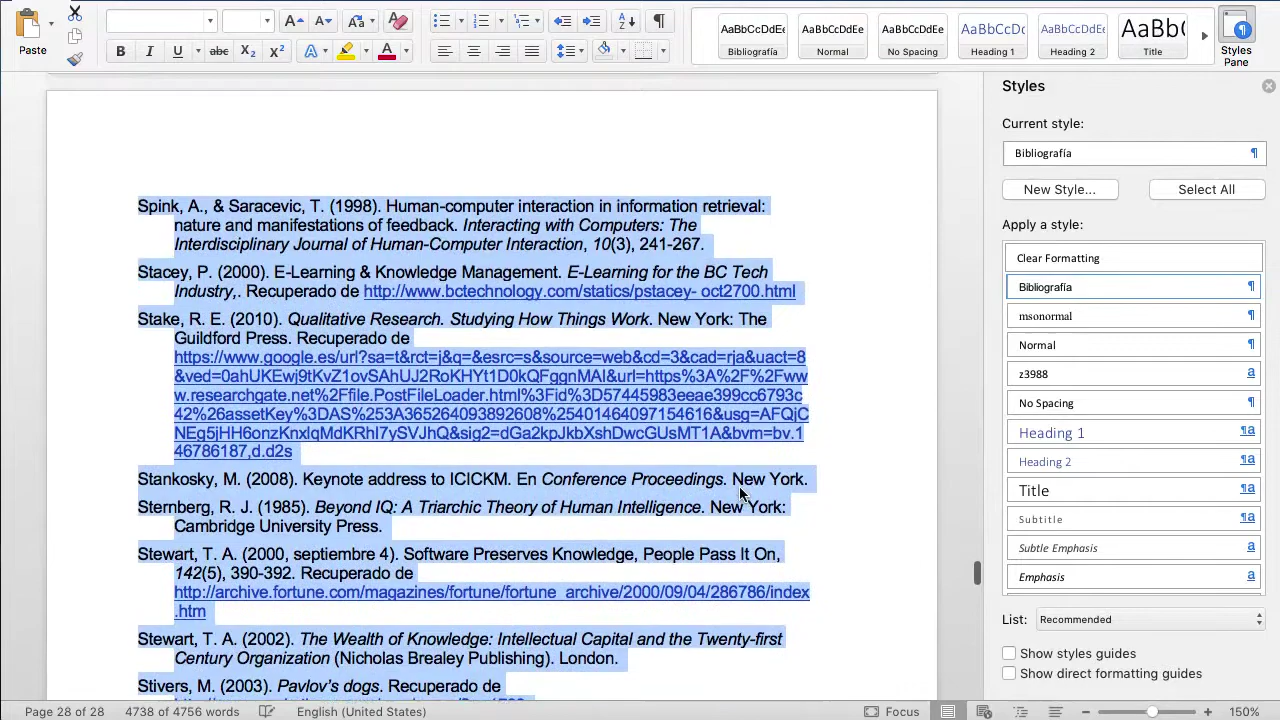 Paste
B I U abc X₂ X² A A
A A Aa A
A Z
AaBbCcDdEe AaBbCcDdEe AaBbCcDdEe AaBbCcDc AaBbCcDdEe AaBb(
Bibliografía Normal No Spacing Heading 1 Heading 2 Title
Styles
Pane
Spink, A., & Saracevic, T. (1998). Human-computer interaction in information retrieval:
nature and manifestations of feedback. Interacting with Computers: The
Interdisciplinary Journal of Human-Computer Interaction, 10(3), 241-267.
Stacey, P. (2000). E-Learning & Knowledge Management. E-Learning for the BC Tech
Industry,. Recuperado de http://www.bctechnology.com/statics/pstacey- oct2700.html
Stake, R. E. (2010). Qualitative Research. Studying How Things Work. New York: The
Guildford Press. Recuperado de
https://www.google.es/url?sa=t&rct=j&q=&esrc=s&source=web&cd=3&cad=rja&uact=8
&ved=0ahUKEwj9tKvZ1ovSAhUJ2RoKHYt1D0kQFggnMAI&url=https%3A%2F%2Fww
w.researchgate.net%2Ffile.PostFileLoader.html%3Fid%3D57445983eeae399cc6793c
42%26assetKey%3DAS%253A365264093892608%25401464097154616&usg=AFQjC
NEg5jHH6onzKnxlqMdKRhI7ySVJhQ&sig2=dGa2kpJkbXshDwcGUsMT1A&bvm=bv.1
46786187,d.d2s
Stankosky, M. (2008). Keynote address to ICICKM. En Conference Proceedings. New York.
Sternberg, R. J. (1985). Beyond IQ: A Triarchic Theory of Human Intelligence. New York:
Cambridge University Press.
Stewart, T. A. (2000, septiembre 4). Software Preserves Knowledge, People Pass It On,
142(5), 390-392. Recuperado de
http://archive.fortune.com/magazines/fortune/fortune_archive/2000/09/04/286786/index
.htm
Stewart, T. A. (2002). The Wealth of Knowledge: Intellectual Capital and the Twenty-first
Century Organization (Nicholas Brealey Publishing). London.
Stivers, M. (2003). Pavlov's dogs. Recuperado de
Styles
Current style:
Bibliografía ¶
New Style... Select All
Apply a style:
Clear Formatting
Bibliografía ¶
msonormal ¶
Normal ¶
z3988 a
No Spacing ¶
Heading 1 ¶a
Heading 2 ¶a
Title ¶a
Subtitle ¶a
Subtle Emphasis a
Emphasis a
List: Recommended
Show styles guides
Show direct formatting guides
Page 28 of 28 4738 of 4756 words English (United States) Focus 150%